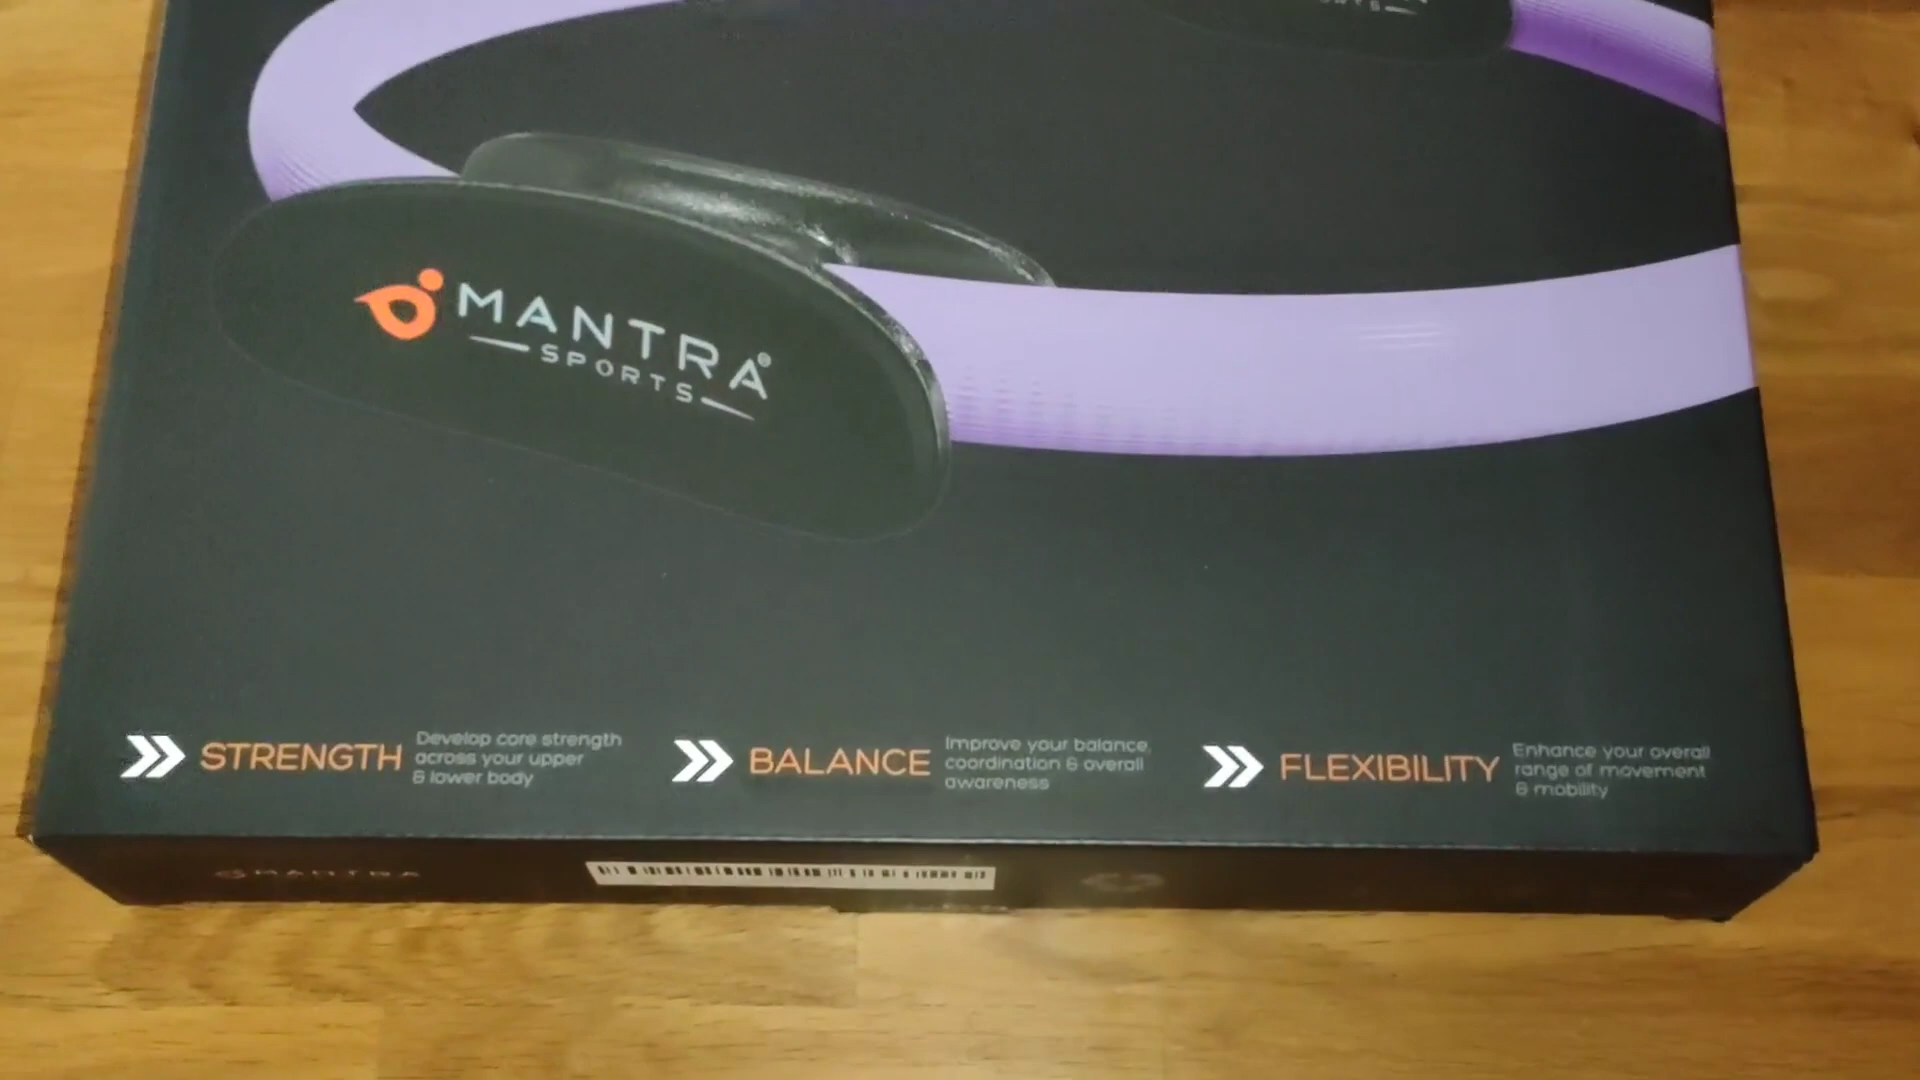 MANTRA®
SPORTS
STRENGTH
Develop core strength
across your upper
& lower body
BALANCE
Improve your balance,
coordination & overall
awareness
FLEXIBILITY
Enhance your overall
range of movement
& mobility
MANTRA